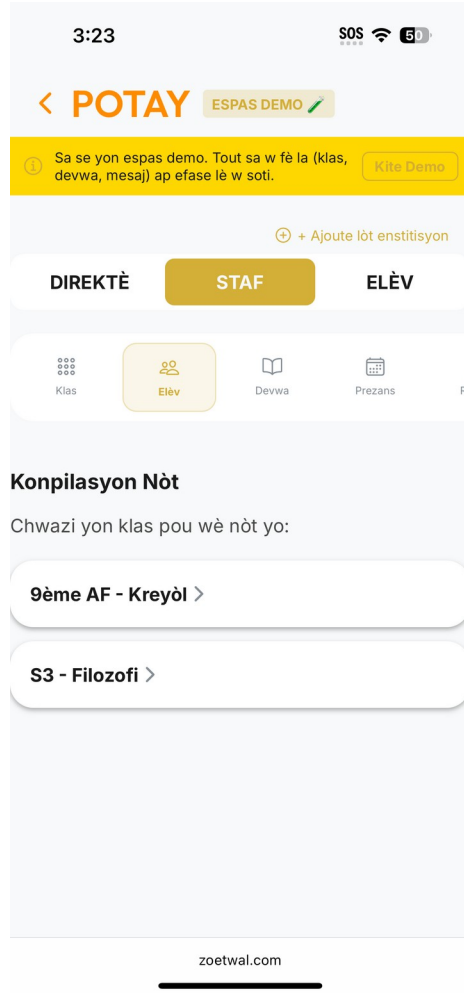 3:23 SOS 50
POTAY ESPAS DEMO
Sa se yon espas demo. Tout sa w fè la (klas,
devwa, mesaj) ap efase lè w soti.
Kite Demo
+ Ajoute lòt enstitisyon
DIREKTÈ STAF ELÈV
Klas Elèv Devwa Prezans
Konpilasyon Nòt
Chwazi yon klas pou wè nòt yo:
9ème AF - Kreyòl
S3 - Filozofi
zoetwal.com